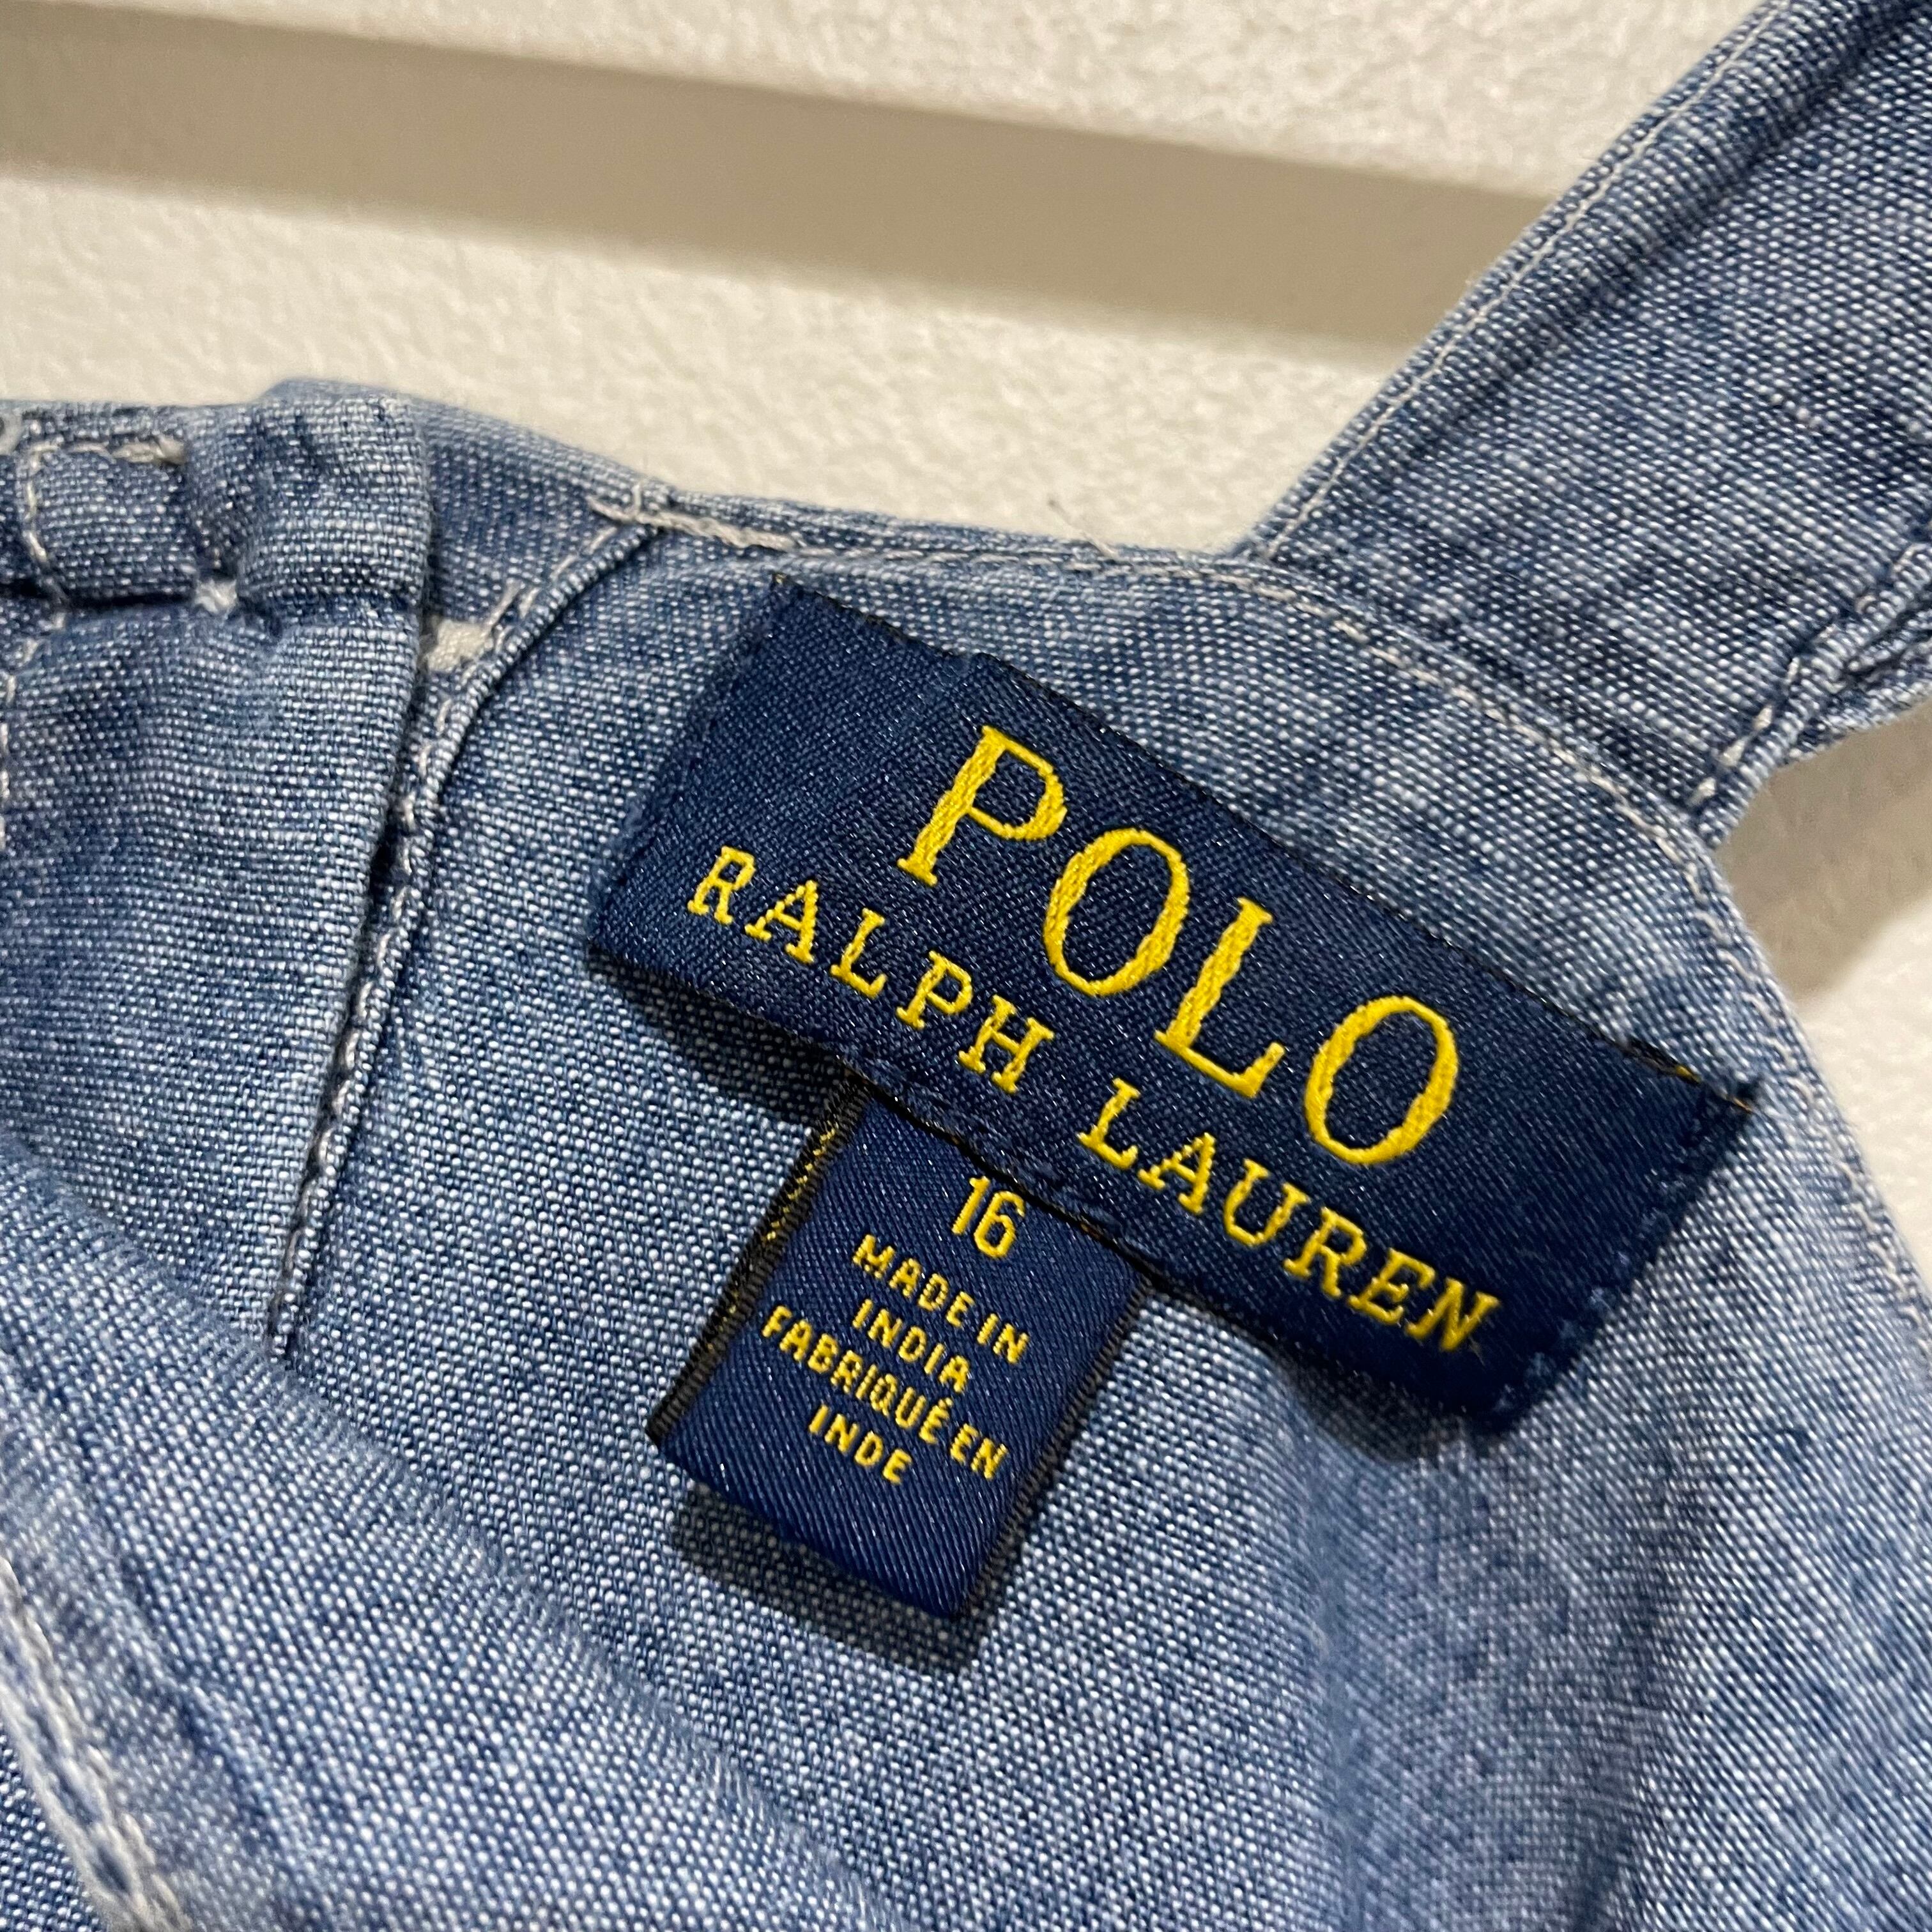 POLO
RALPH LAUREN
16
MADE IN
INDIA
FABRIQUÉ EN
INDE